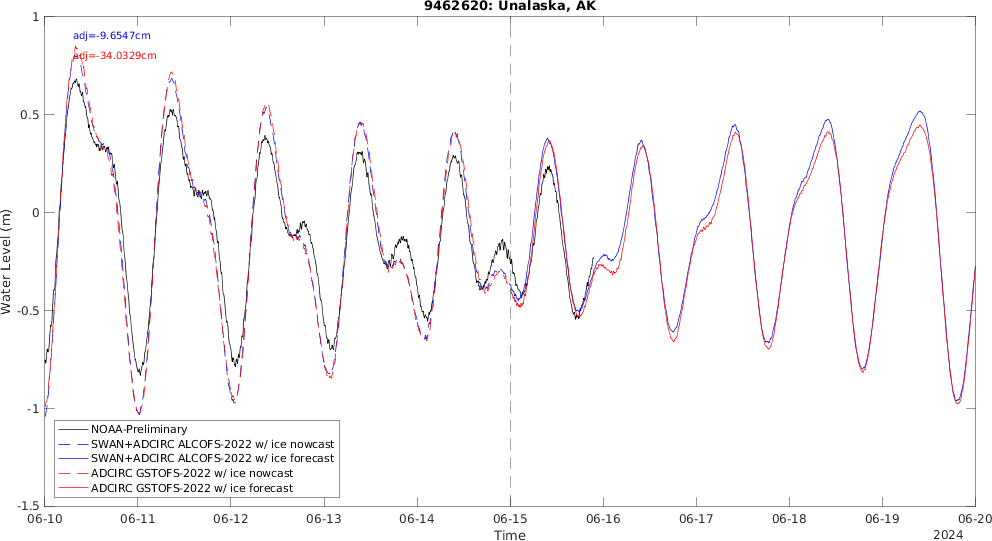 9462620: Unalaska, AK
adj=-9.6547cm
adj=-34.0329cm
Water Level (m)
1
0.5
0
-0.5
-1
-1.5
NOAA-Preliminary
SWAN+ADCIRC ALCOFS-2022 w/ ice nowcast
SWAN+ADCIRC ALCOFS-2022 w/ ice forecast
ADCIRC GSTOFS-2022 w/ ice nowcast
ADCIRC GSTOFS-2022 w/ ice forecast
06-10 06-11 06-12 06-13 06-14 06-15 06-16 06-17 06-18 06-19 06-20
Time
2024